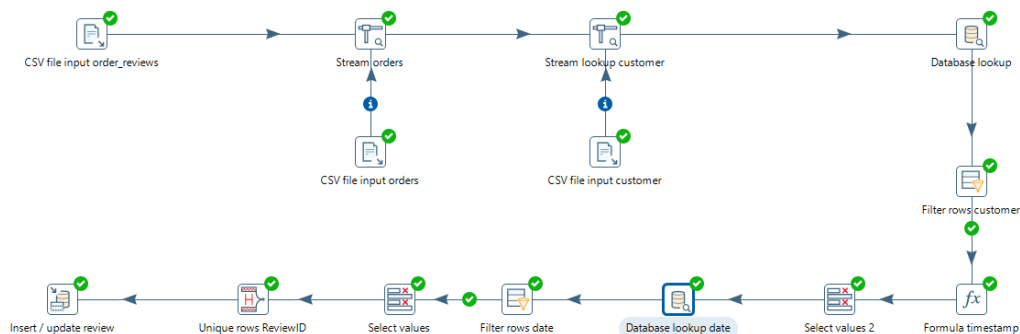 CSV file input order_reviews
Stream orders
Stream lookup customer
Database lookup
CSV file input orders
CSV file input customer
Filter rows customer
fx
Insert / update review
Unique rows ReviewID
Select values
Filter rows date
Database lookup date
Select values 2
Formula timestamp